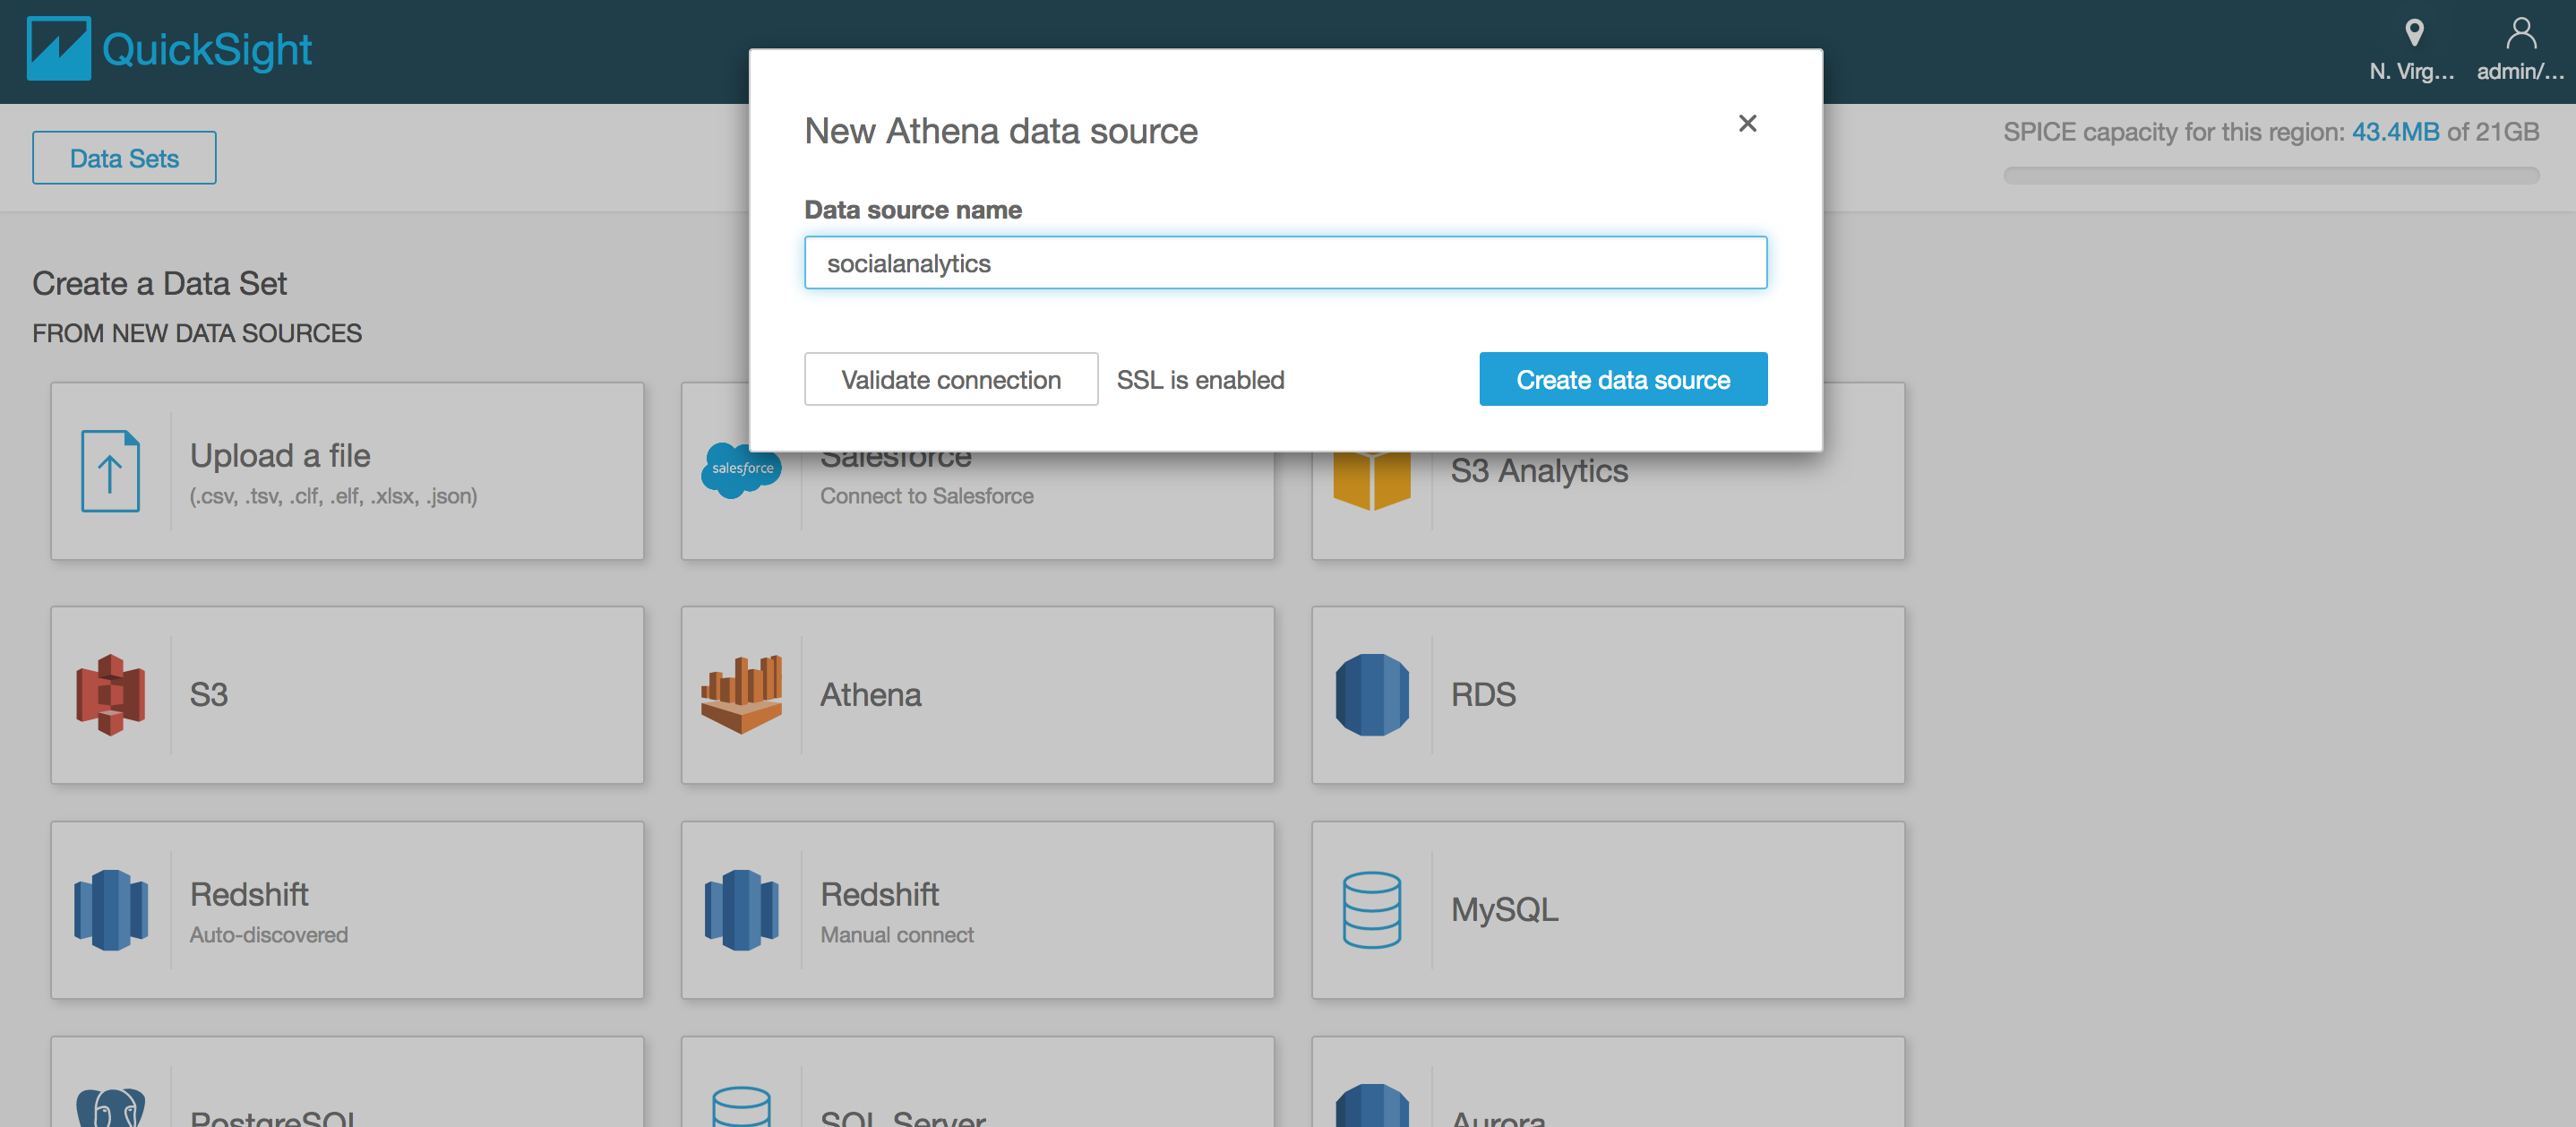 QuickSight
N. Virg...
admin/...
New Athena data source
Data Sets
SPICE capacity for this region: 43.4MB of 21GB
Data source name
socialanalytics
Create a Data Set
FROM NEW DATA SOURCES
Validate connection
SSL is enabled
Create data source
Upload a file
(.csv, .tsv, .clf, .elf, .xlsx, .json)
salesforce
Salesforce
Connect to Salesforce
S3 Analytics
S3
Athena
RDS
Redshift
Auto-discovered
Redshift
Manual connect
MySQL
PostgreSQL
SQL Server
Aurora